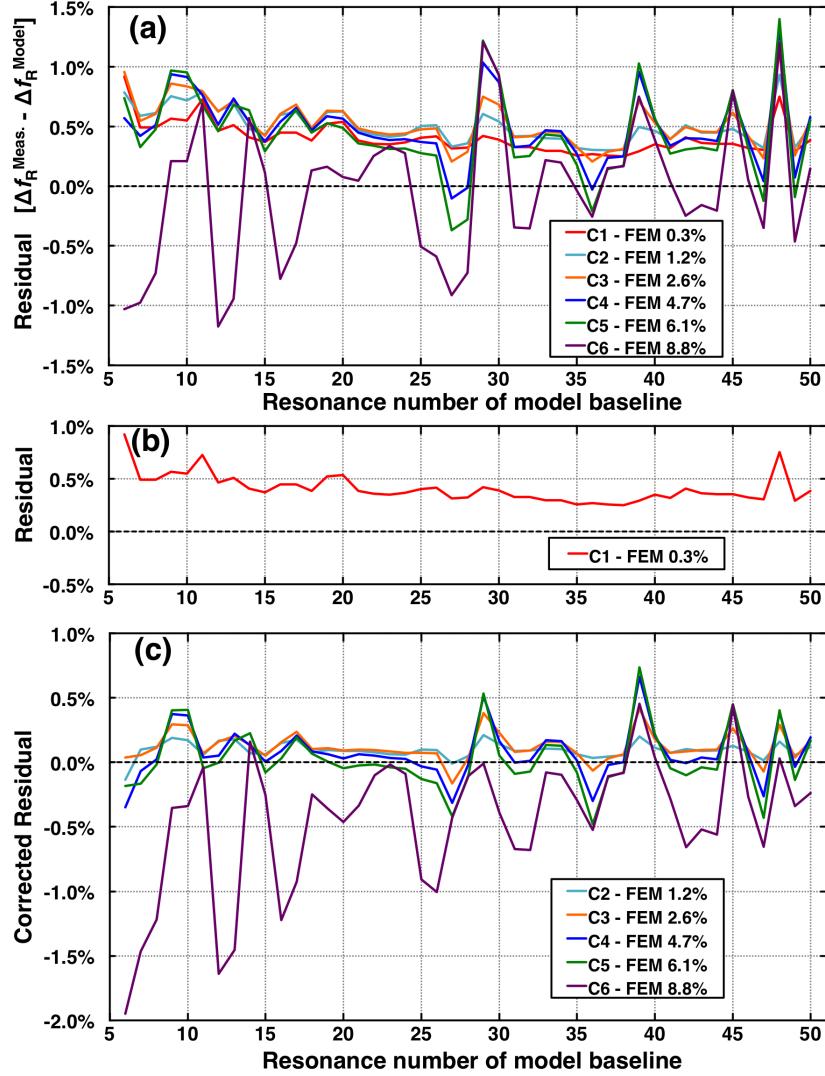 (a)
1.5%
1.0%
0.5%
0.0%
-0.5%
-1.0%
-1.5%
Residual [Δf_R^Meas. - Δf_R^Model]
C1 - FEM 0.3%
C2 - FEM 1.2%
C3 - FEM 2.6%
C4 - FEM 4.7%
C5 - FEM 6.1%
C6 - FEM 8.8%
5 10 15 20 25 30 35 40 45 50
Resonance number of model baseline
(b)
1.0%
0.5%
0.0%
-0.5%
Residual
C1 - FEM 0.3%
5 10 15 20 25 30 35 40 45 50
(c)
1.0%
0.5%
0.0%
-0.5%
-1.0%
-1.5%
-2.0%
Corrected Residual
C2 - FEM 1.2%
C3 - FEM 2.6%
C4 - FEM 4.7%
C5 - FEM 6.1%
C6 - FEM 8.8%
5 10 15 20 25 30 35 40 45 50
Resonance number of model baseline